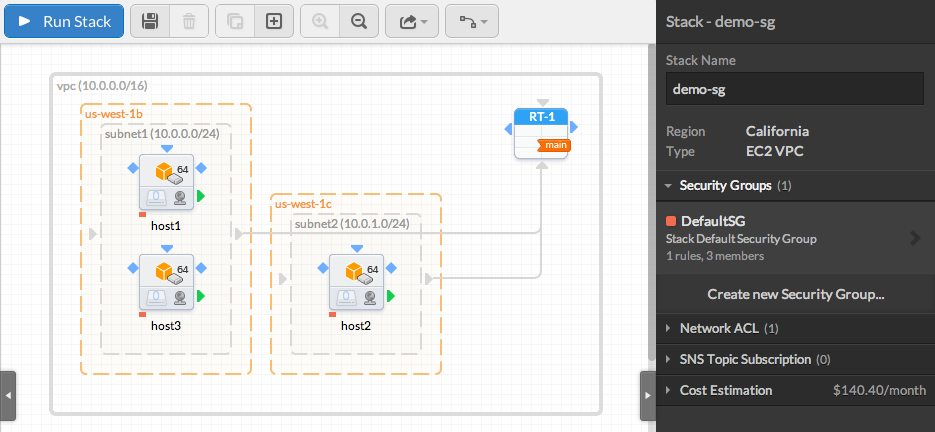 Run Stack
vpc (10.0.0.0/16)
us-west-1b
subnet1 (10.0.0.0/24)
64
host1
64
host3
us-west-1c
subnet2 (10.0.1.0/24)
64
host2
RT-1
main
Stack - demo-sg
Stack Name
demo-sg
Region California
Type EC2 VPC
Security Groups (1)
DefaultSG
Stack Default Security Group
1 rules, 3 members
Create new Security Group...
Network ACL (1)
SNS Topic Subscription (0)
Cost Estimation $140.40/month